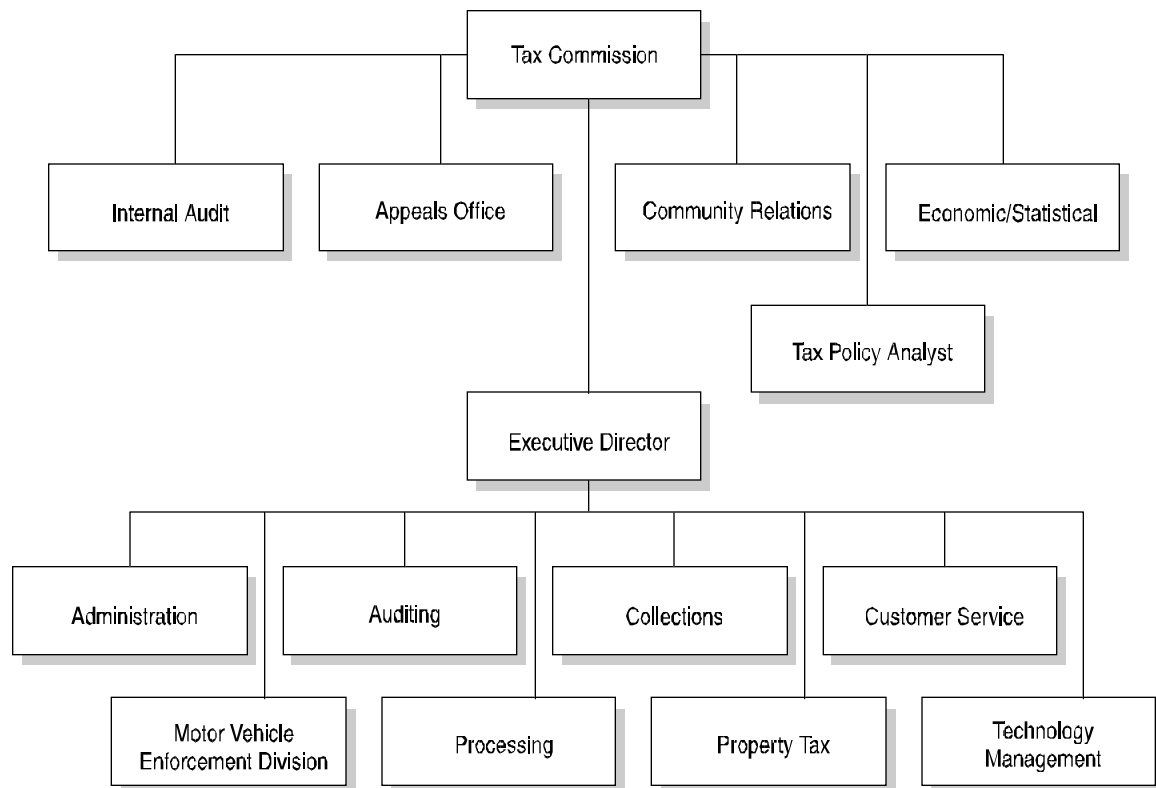 Tax Commission
Internal Audit
Appeals Office
Community Relations
Economic/Statistical
Tax Policy Analyst
Executive Director
Administration
Auditing
Collections
Customer Service
Motor Vehicle
Enforcement Division
Processing
Property Tax
Technology
Management